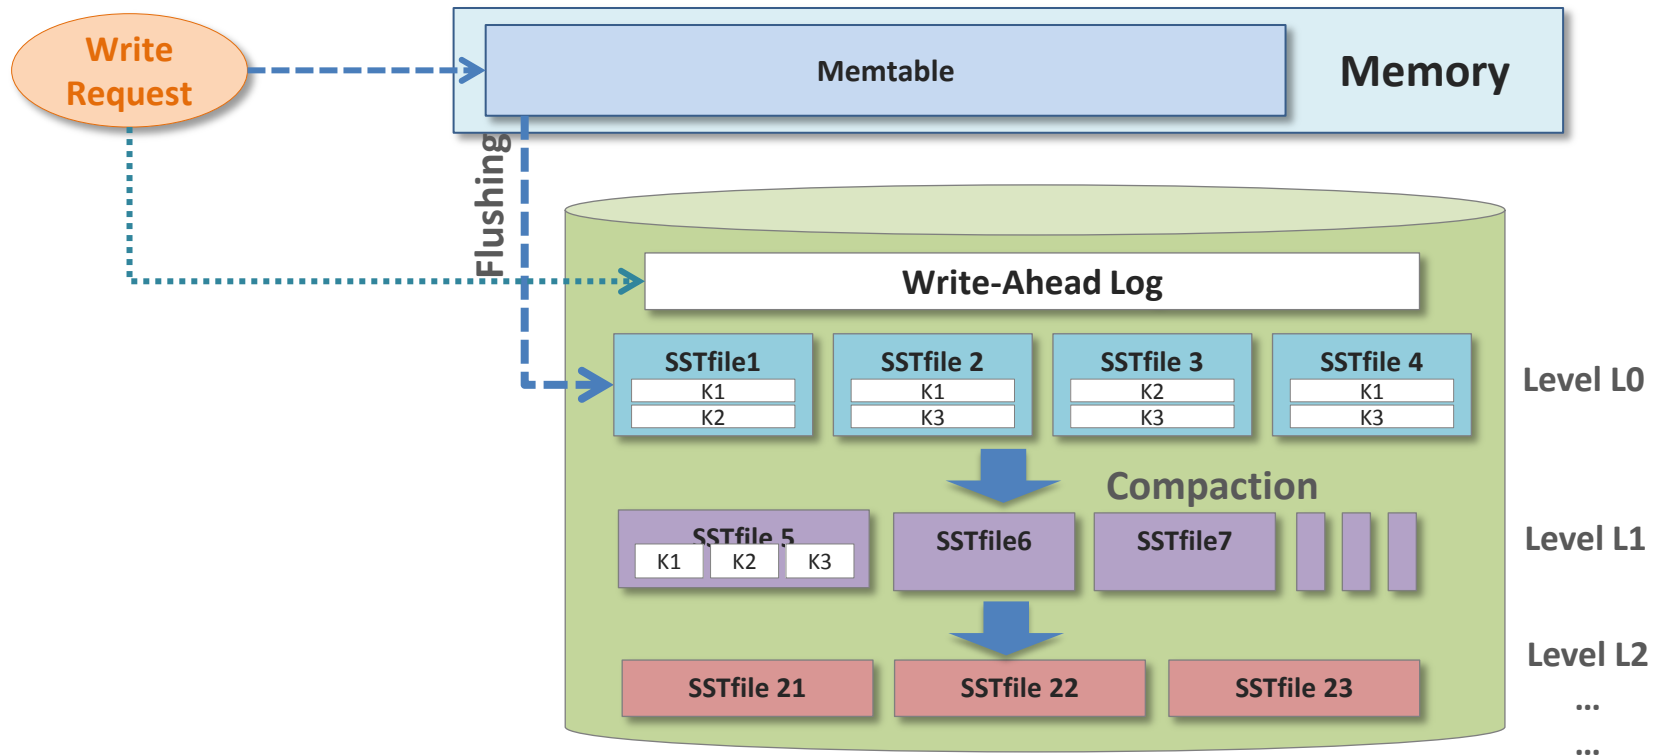 Write
Request
Memtable
Memory
Flushing
Write-Ahead Log
SSTfile1
K1
K2
SSTfile 2
K1
K3
SSTfile 3
K2
K3
SSTfile 4
K1
K3
Level L0
Compaction
SSTfile 5
K1
K2
K3
SSTfile6
SSTfile7
Level L1
SSTfile 21
SSTfile 22
SSTfile 23
Level L2
...
...